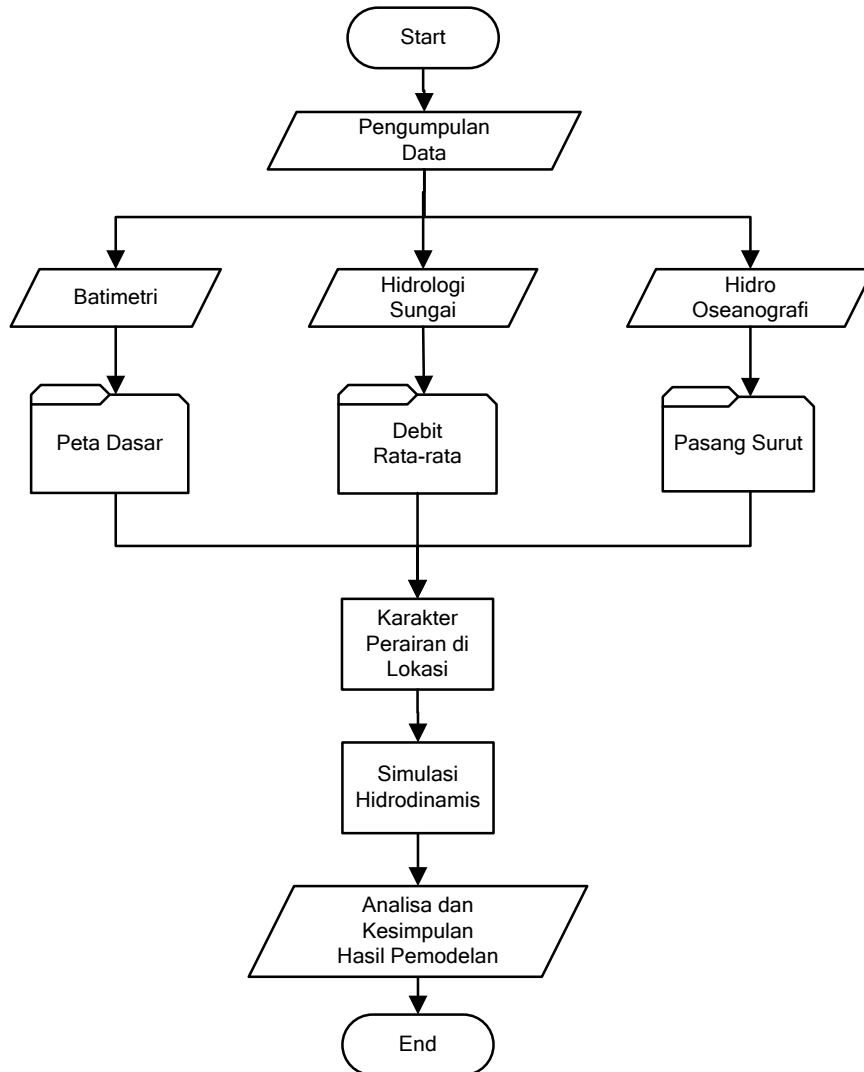 Start
Pengumpulan
Data
Batimetri
Hidrologi
Sungai
Hidro
Oseanografi
Peta Dasar
Debit
Rata-rata
Pasang Surut
Karakter
Perairan di
Lokasi
Simulasi
Hidrodinamis
Analisa dan
Kesimpulan
Hasil Pemodelan
End